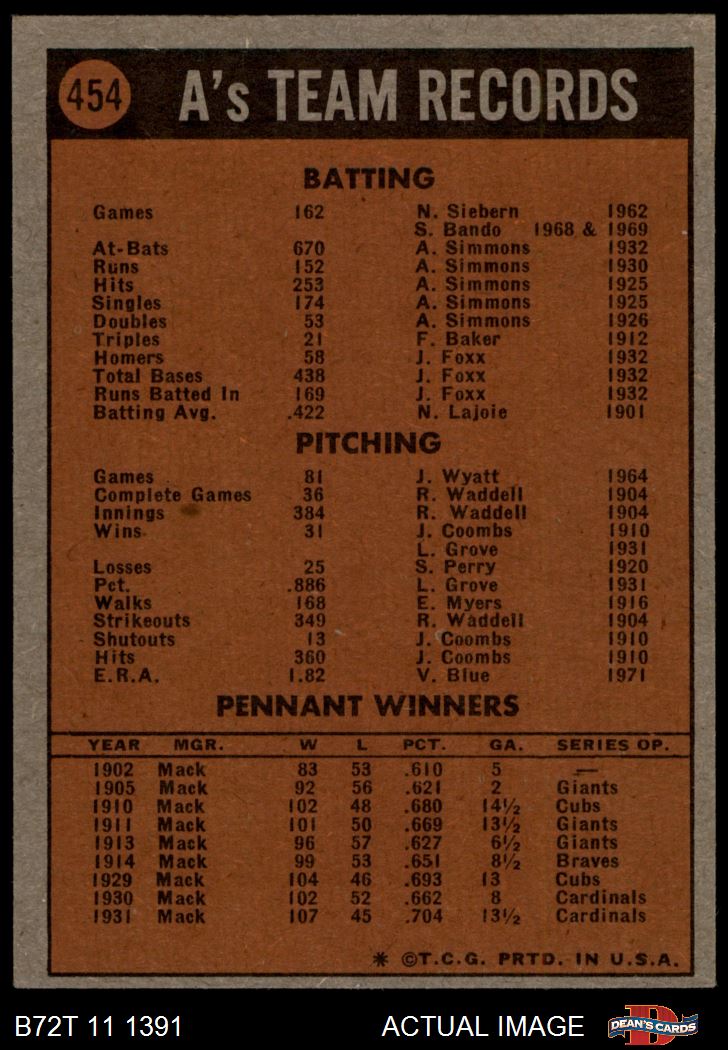 454 A's TEAM RECORDS
BATTING
Games 162 N. Siebern 1962
S. Bando 1968 & 1969
At-Bats 670 A. Simmons 1932
Runs 152 A. Simmons 1930
Hits 253 A. Simmons 1925
Singles 174 A. Simmons 1925
Doubles 53 A. Simmons 1926
Triples 21 F. Baker 1912
Homers 58 J. Foxx 1932
Total Bases 438 J. Foxx 1932
Runs Batted In 169 J. Foxx 1932
Batting Avg. .422 N. Lajoie 1901
PITCHING
Games 81 J. Wyatt 1964
Complete Games 36 R. Waddell 1904
Innings 384 R. Waddell 1904
Wins 31 J. Coombs 1910
L. Grove 1931
Losses 25 S. Perry 1920
Pct. .886 L. Grove 1931
Walks 168 E. Myers 1916
Strikeouts 349 R. Waddell 1904
Shutouts 13 J. Coombs 1910
Hits 360 J. Coombs 1910
E.R.A. 1.82 V. Blue 1971
PENNANT WINNERS
YEAR MGR. W L PCT. GA. SERIES OP.
1902 Mack 83 53 .610 5 —
1905 Mack 92 56 .621 2 Giants
1910 Mack 102 48 .680 14½ Cubs
1911 Mack 101 50 .669 13½ Giants
1913 Mack 96 57 .627 6½ Giants
1914 Mack 99 53 .651 8½ Braves
1929 Mack 104 46 .693 13 Cubs
1930 Mack 102 52 .662 8 Cardinals
1931 Mack 107 45 .704 13½ Cardinals
* ©T.C.G. PRTD. IN U.S.A.
B72T 11 1391 ACTUAL IMAGE D DEAN'S CARDS